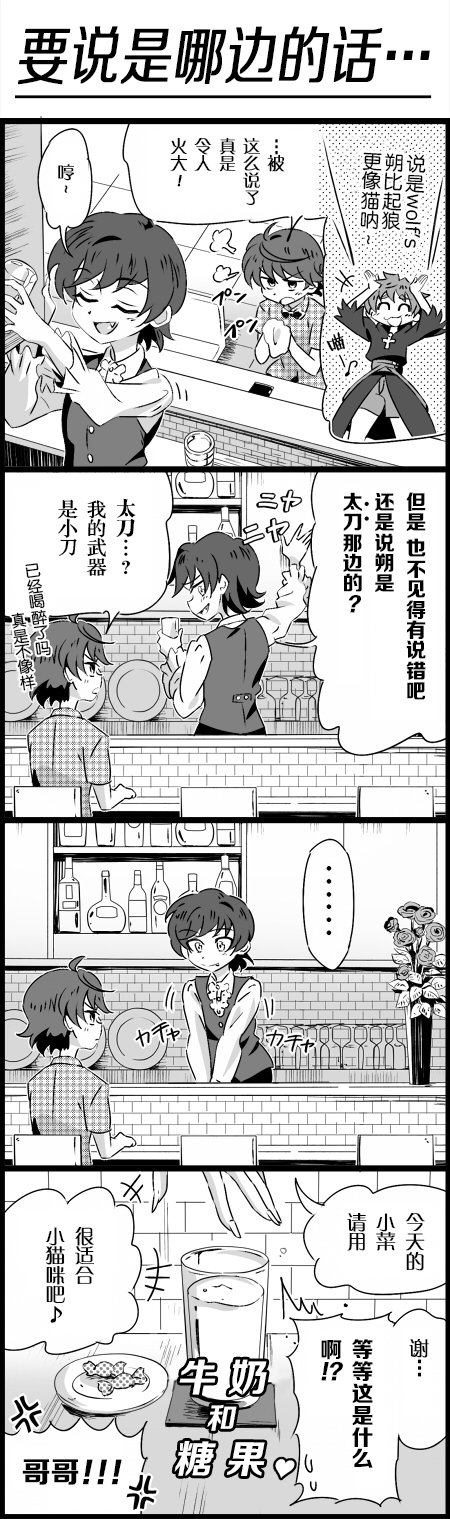 要说是哪边的话…
说是Wolf's
朔比起狼
更像猫呐~
喵~♪
…被
这么说了
真是
令人
火大！
哼~
プンプン
但是 也不见得有说错吧
还是说朔是
太刀那边的？
ニヤニヤ
太刀…？
我的武器
是小刀
已经喝醉了吗
真是不像样
……
カチャ
カチャ
今天的
小菜
请用
谢…
等等这是什么
啊!?
很适合
小猫咪吧♪
牛奶
和
糖果♥
哥哥!!!